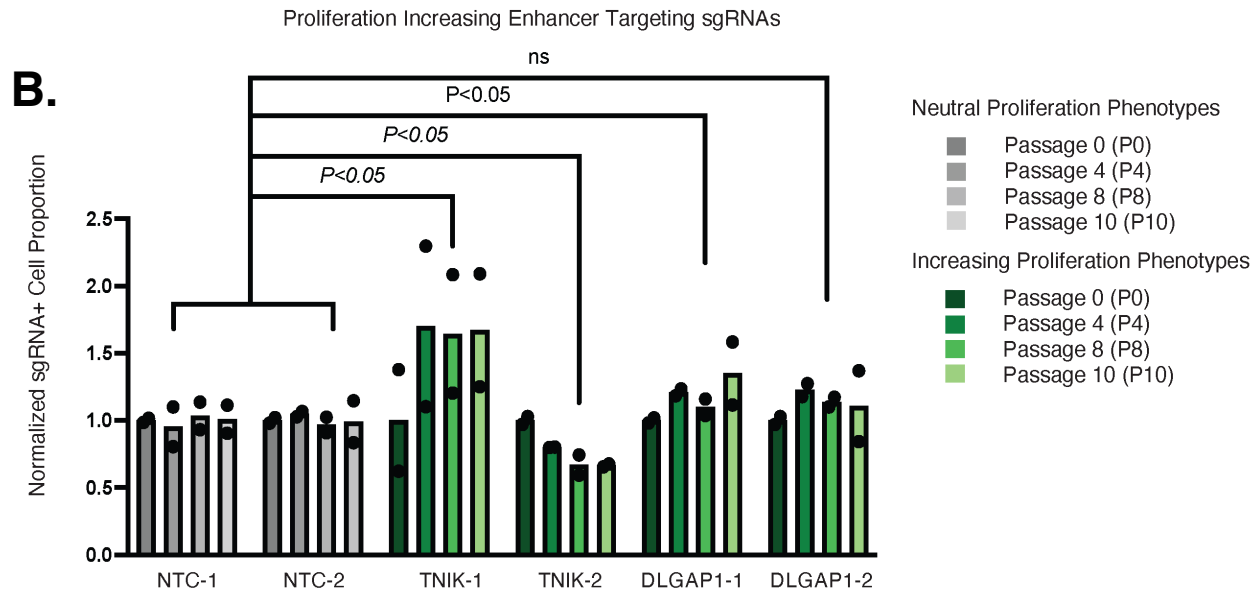 Proliferation Increasing Enhancer Targeting sgRNAs
B.
ns
P<0.05
P<0.05
P<0.05
Normalized sgRNA+ Cell Proportion
2.5
2.0
1.5
1.0
0.5
0.0
NTC-1
NTC-2
TNIK-1
TNIK-2
DLGAP1-1
DLGAP1-2
Neutral Proliferation Phenotypes
Passage 0 (P0)
Passage 4 (P4)
Passage 8 (P8)
Passage 10 (P10)
Increasing Proliferation Phenotypes
Passage 0 (P0)
Passage 4 (P4)
Passage 8 (P8)
Passage 10 (P10)